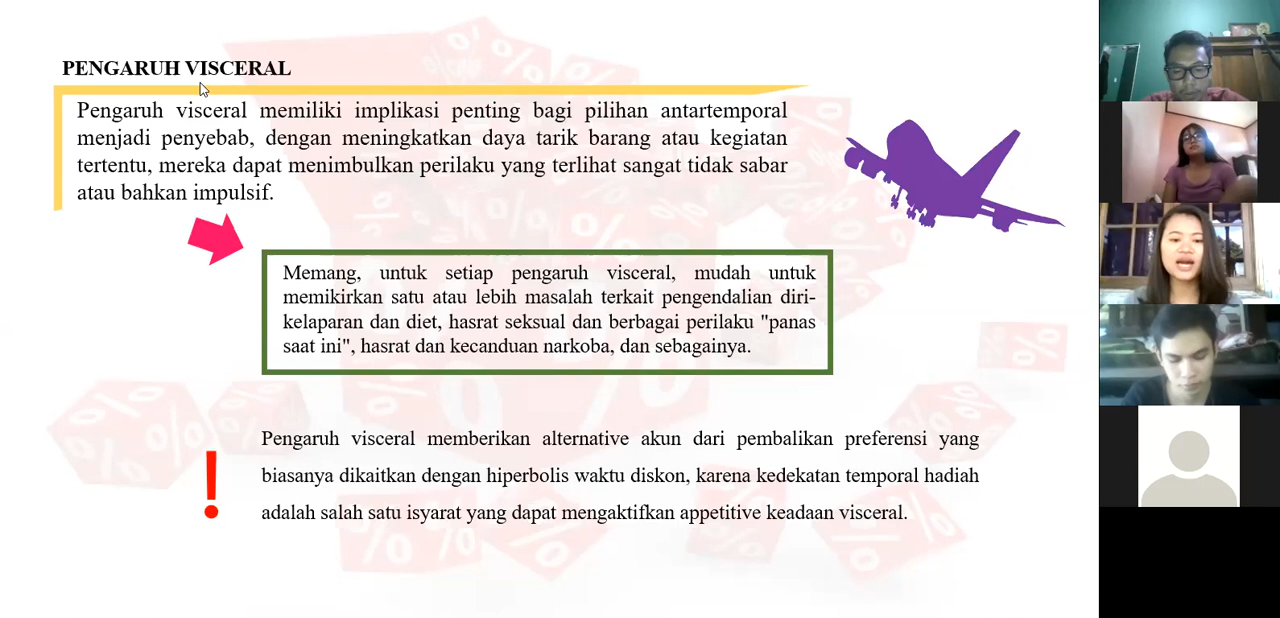 PENGARUH VISCERAL
Pengaruh visceral memiliki implikasi penting bagi pilihan antartemporal
menjadi penyebab, dengan meningkatkan daya tarik barang atau kegiatan
tertentu, mereka dapat menimbulkan perilaku yang terlihat sangat tidak sabar
atau bahkan impulsif.
Memang, untuk setiap pengaruh visceral, mudah untuk
memikirkan satu atau lebih masalah terkait pengendalian diri-
kelaparan dan diet, hasrat seksual dan berbagai perilaku "panas
saat ini", hasrat dan kecanduan narkoba, dan sebagainya.
Pengaruh visceral memberikan alternative akun dari pembalikan preferensi yang
biasanya dikaitkan dengan hiperbolis waktu diskon, karena kedekatan temporal hadiah
adalah salah satu isyarat yang dapat mengaktifkan appetitive keadaan visceral.